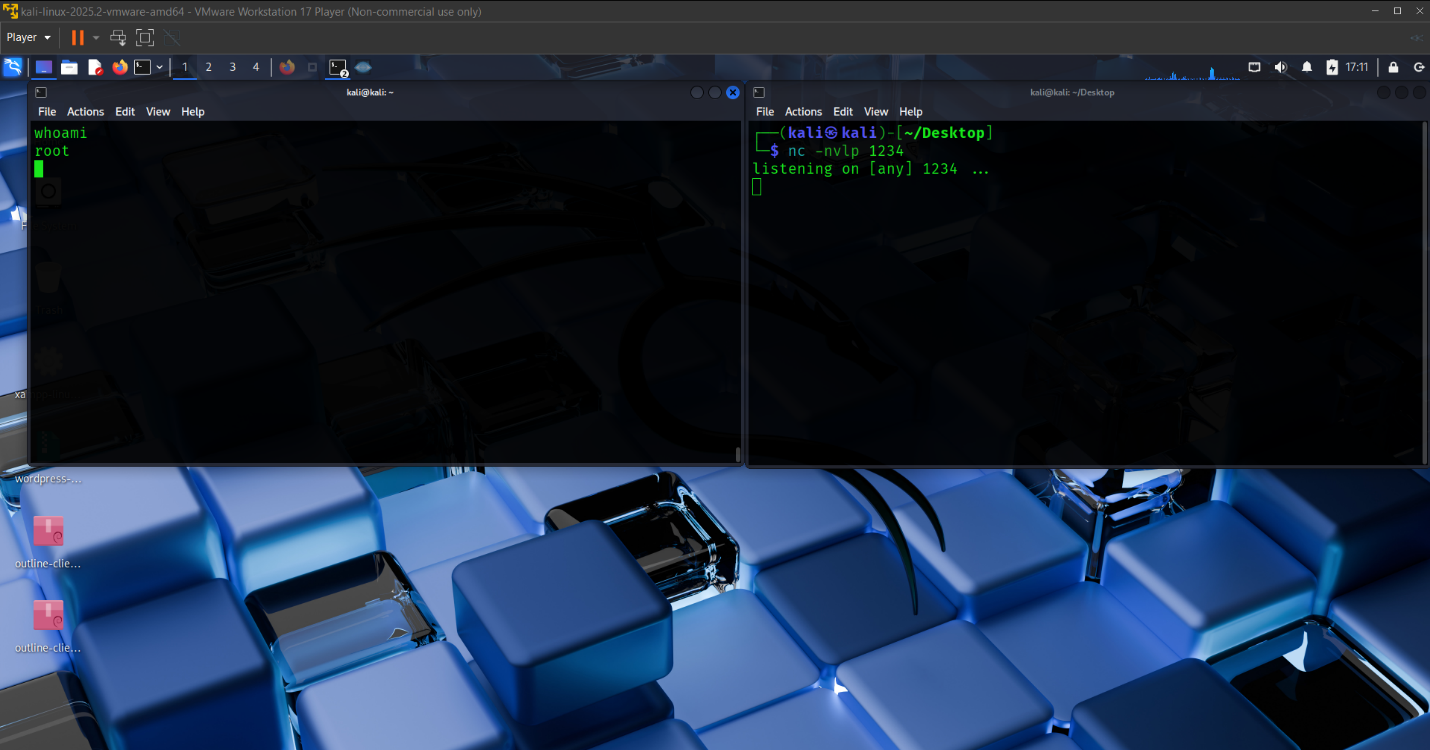 kali-linux-2025.2-vmware-amd64 - VMware Workstation 17 Player (Non-commercial use only)
Player
1 2 3 4
2
17:11
kali@kali: ~
File Actions Edit View Help
whoami
root
kali@kali: ~/Desktop
File Actions Edit View Help
┌──(kali㉿kali)-[~/Desktop]
└─$ nc -nvlp 1234
listening on [any] 1234 ...
F
xa
wordpress-...
outline-clie...
outline-clie...